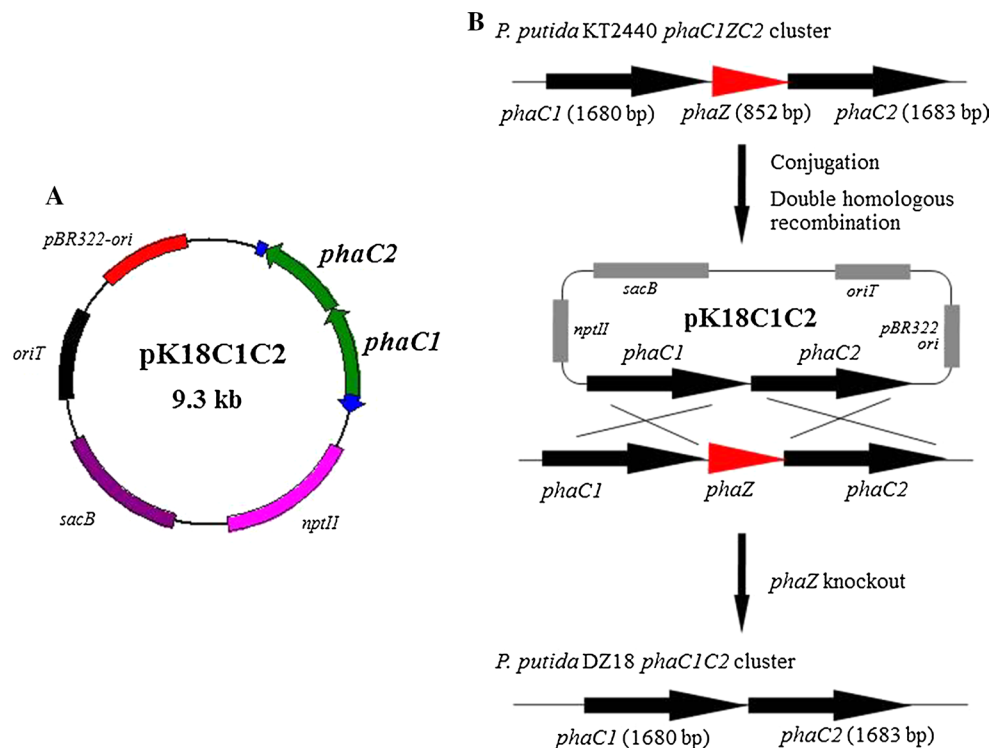 A
pBR322-ori
phaC2
phaC1
oriT
pK18C1C2
9.3 kb
sacB
nptII
B
P. putida KT2440 phaC1ZC2 cluster
phaC1 (1680 bp) phaZ (852 bp) phaC2 (1683 bp)
Conjugation
Double homologous
recombination
sacB oriT
nptII pK18C1C2 pBR322
ori
phaC1 phaC2
phaC1 phaZ phaC2
phaZ knockout
P. putida DZ18 phaC1C2 cluster
phaC1 (1680 bp) phaC2 (1683 bp)